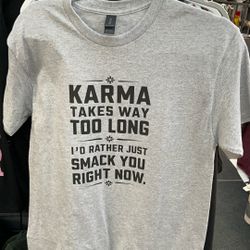 KARMA
TAKES WAY
TOO LONG
I'D RATHER JUST
SMACK YOU
RIGHT NOW.